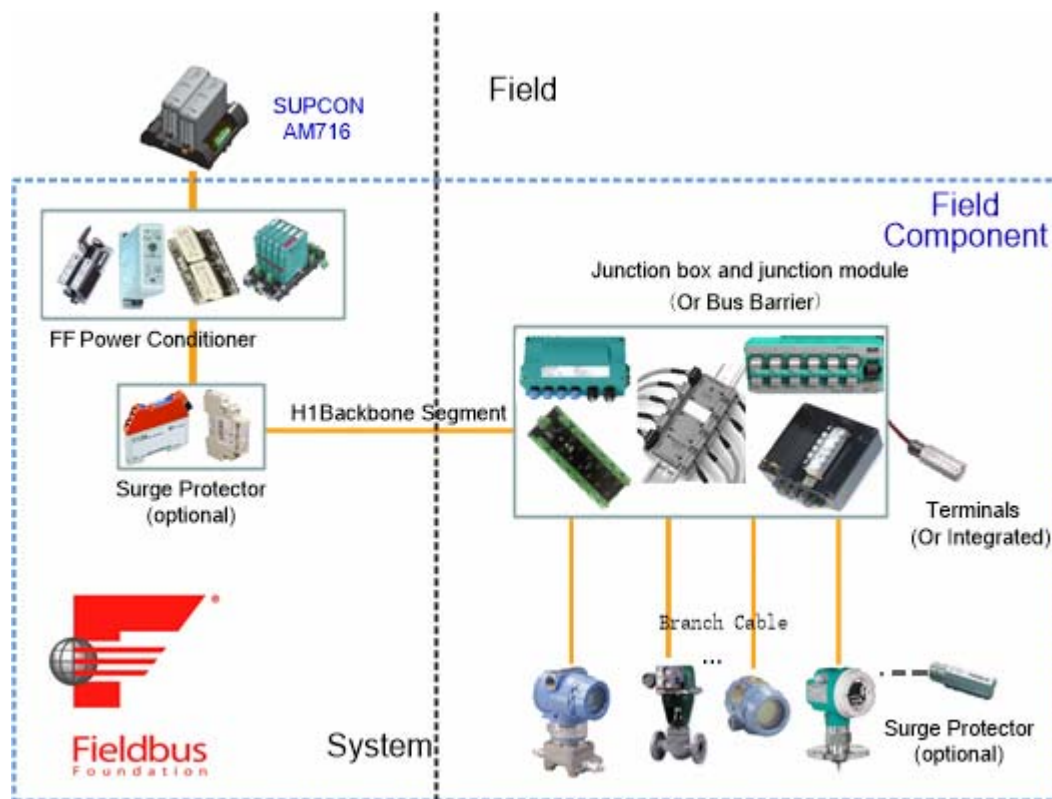 SUPCON
AM716
Field
Field
Component
Junction box and junction module
(Or Bus Barrier)
FF Power Conditioner
H1Backbone Segment
Surge Protector
(optional)
Terminals
(Or Integrated)
Branch Cable
...
Surge Protector
(optional)
System
Fieldbus
Foundation
®